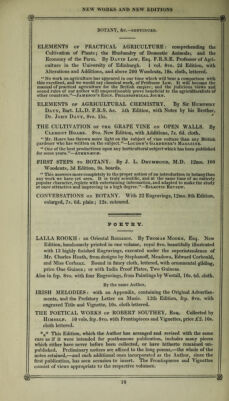 NEW WORKS AND NEW EDITIONS
BOTANY, &c.—CONTINUED.
ELEMENTS OF PRACTICAL AGRICULTURE: comprehending the
Cultivation of Plants; the Husbandry of Domestic Animals; and the
Economy of the Farm. By DAVID LOW, Esq. F.R.S.E. Professor of Agri-
culture in the University of Edinburgh. 1 vol. 8vo. 2d Edition, with
Alterations and Additions, and above 200 Woodcuts, 18s. cloth, lettered.
"No work on agriculture has appeared in our time which will bear a comparison with
this excellent, and we would say classical work, of Professor Low. It will become the
manual of practical agriculture for the British empire; and the judicious views and
sound rules of our author will unquestionably prove beneficial to the agriculturists of
other countries."—JAMESON'S EDIN. PHILOSOPHICAL JOURN.
ELEMENTS OF AGRICULTURAL CHEMISTRY. By Sir HUMPHRY
DAVY, Bart. LL.D. F.R.S. &c. 5th Edition, with Notes by his Brother,
Dr. JOHN DAVY, 8vo. 15s.
THE CULTIVATION OF THE GRAPE VINE ON OPEN WALLS. By
CLEMENT HOARE. 8vo. New Edition, with Additions, 7s. 6d. cloth.
"Mr. Hoare has thrown more light on the subject of vine culture than any British
gardener who has written on the subject."—LOUDON'S GARDENER'S MAGAZINE.
"One of the best productions upon any horticultural subject which has been published
for some years."—ATHENÆUM.
FIRST STEPS TO BOTANY. By J. L. DRUMMOND, M.D. 12mo. 100
Woodcuts, 3d Edition, 9s. boards.
"This answers more completely to the proper notion of an introduction to botany than
any work we have yet seen. It is truly scientific, and at the same time of an entirely
popular character, replete with interesting information, and adapted to make the study
at once attractive and improving in a high degree."—ECLECTIC REVIEW.
CONVERSATIONS ON BOTANY. With 22 Engravings, 12mo. 8th Edition,
enlarged, 7s. 6d. plain; 12s. coloured.
POETRY.
LALLA ROOKH: an Oriental Romance. By THOMAS MOORE, Esq. New
Edition, handsomely printed in one volume, royal 8vo. beautifully illustrated
with 13 highly finished Engravings, executed under the superintendence of
Mr. Charles Heath, from designs by Stephanoff, Meadows, Edward Corbould,
and Miss Corbaux. Bound in fancy cloth, lettered, with ornamental gilding,
price One Guinea; or with India Proof Plates, Two Guineas.
Also in fcp. 8vo. with four Engravings, from Paintings by Westall, 10s. 6d. cloth.
By the same Author,
IRISH MELODIES: with an Appendix, containing the Original Advertise-
ments, and the Prefatory Letter on Music. 13th Edition, fcp. 8vo. with
engraved Title and Vignette, 10s. cloth lettered.
THE POETICAL WORKS OF ROBERT SOUTHEY, Esq. Collected by
HIMSELF. 10 vols. fcp. 8vo. with Frontispieces and Vignettes, price £2. 10s.
cloth lettered.
*** This Edition, which the Author has arranged and revised with the same
care as if it were intended for posthumous publication, includes many pieces
which either have never before been collected, or have hitherto remained un-
published. Preliminary notices are affixed to the long poems,—the whole of the
notes retained,—and such additional ones incorporated as the Author, since the
first publication, has seen occasion to insert. The Frontispieces and Vignettes
consist of views appropriate to the respective volumes.